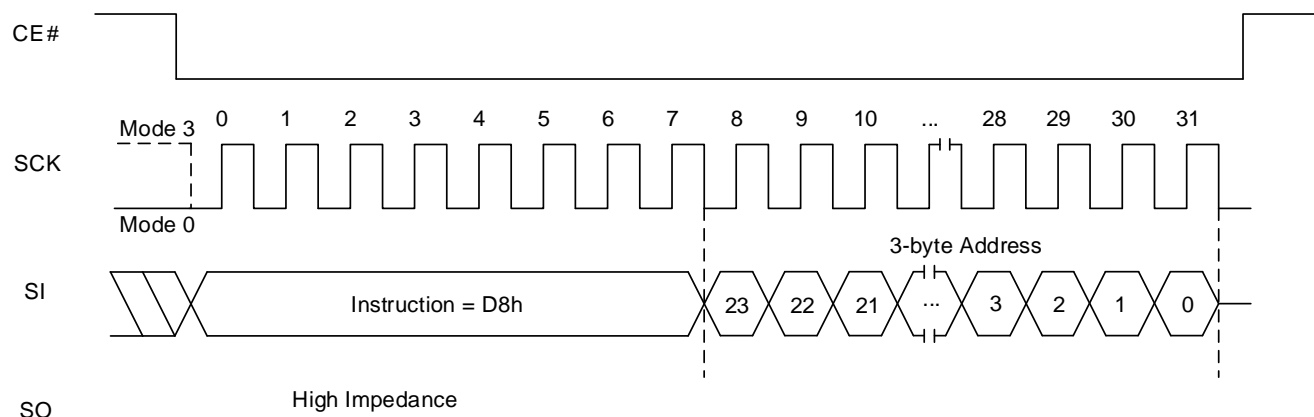 CE#
Mode 3 0 1 2 3 4 5 6 7 8 9 10 ... 28 29 30 31
SCK
Mode 0
3-byte Address
SI Instruction = D8h 23 22 21 ... 3 2 1 0
High Impedance
SO